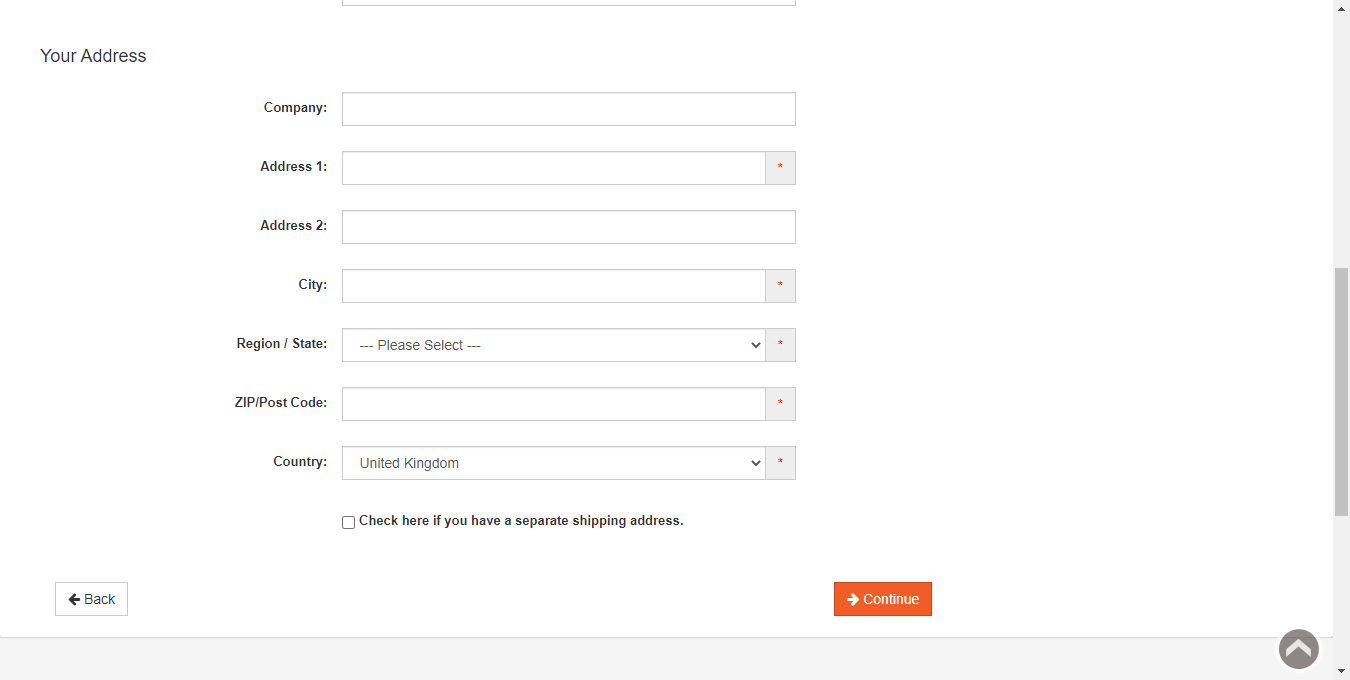 Your Address
Company:
Address 1:
*
Address 2:
City:
*
Region / State:
--- Please Select ---
*
ZIP/Post Code:
*
Country:
United Kingdom
*
Check here if you have a separate shipping address.
Back
Continue